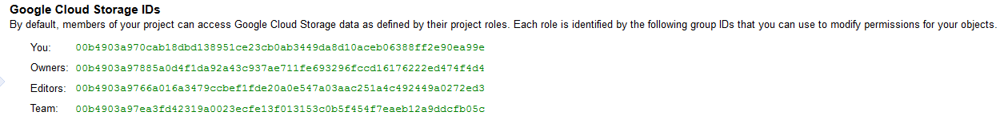 Google Cloud Storage IDs
By default, members of your project can access Google Cloud Storage data as defined by their project roles. Each role is identified by the following group IDs that you can use to modify permissions for your objects.
You: 00b4903a970cab18dbd138951ce23cb0ab3449da8d10aceb06388ff2e90ea99e
Owners: 00b4903a97885a0d4f1da92a43c937ae711fe693296fccd16176222ed474f4d4
Editors: 00b4903a9766a016a3479ccbef1fde20a0e547a03aac251a4c492449a0272ed3
Team: 00b4903a97ea3fd42319a0023ecfe13f013153c0b5f454f7eaeb12a9ddcfb05c